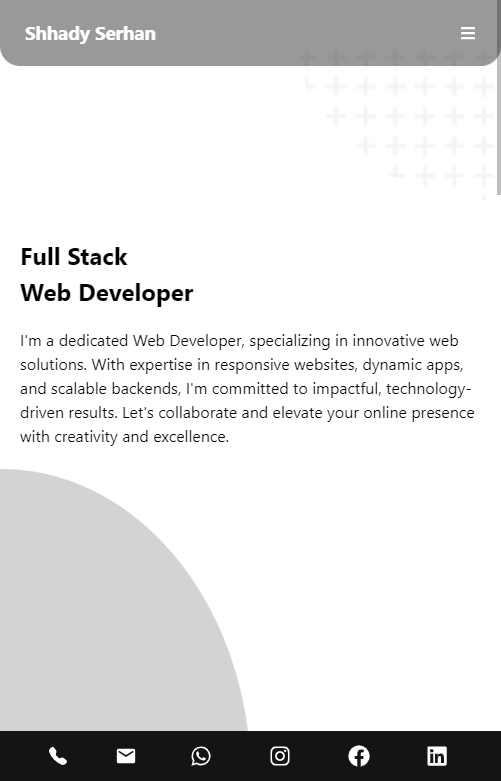 Shhady Serhan
Full Stack
Web Developer
I'm a dedicated Web Developer, specializing in innovative web
solutions. With expertise in responsive websites, dynamic apps,
and scalable backends, I'm committed to impactful, technology-
driven results. Let's collaborate and elevate your online presence
with creativity and excellence.